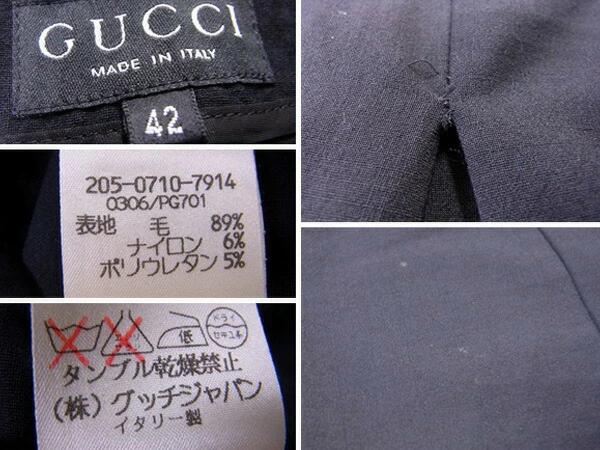 GUCCI
MADE IN ITALY
42
205-0710-7914
0306/PG701
表地 毛 89%
ナイロン 6%
ポリウレタン 5%
低
ドライ
セキユ系
タンブル乾燥禁止
(株)グッチジャパン
イタリー製